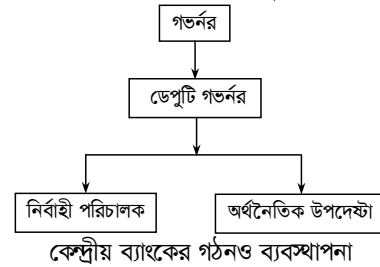 গভর্নর
ডেপুটি গভর্নর
নির্বাহী পরিচালক
অর্থনৈতিক উপদেষ্টা
কেন্দ্রীয় ব্যাংকের গঠনও ব্যবস্থাপনা